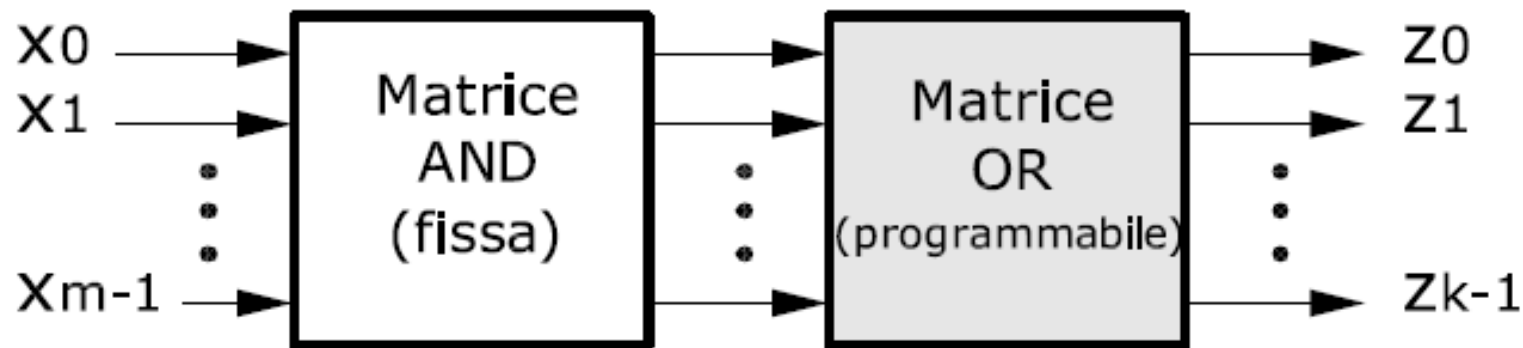 X0
X1
Xm-1
Matrice
AND
(fissa)
Matrice
OR
(programmabile)
Z0
Z1
Zk-1